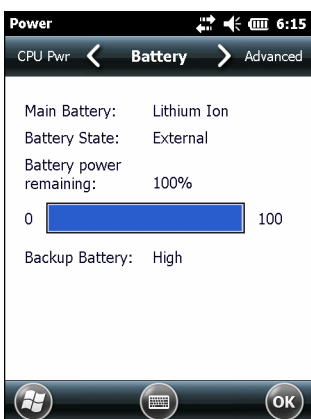 Power 6:15
CPU Pwr Battery Advanced
Main Battery: Lithium Ion
Battery State: External
Battery power
remaining: 100%
0 100
Backup Battery: High
OK